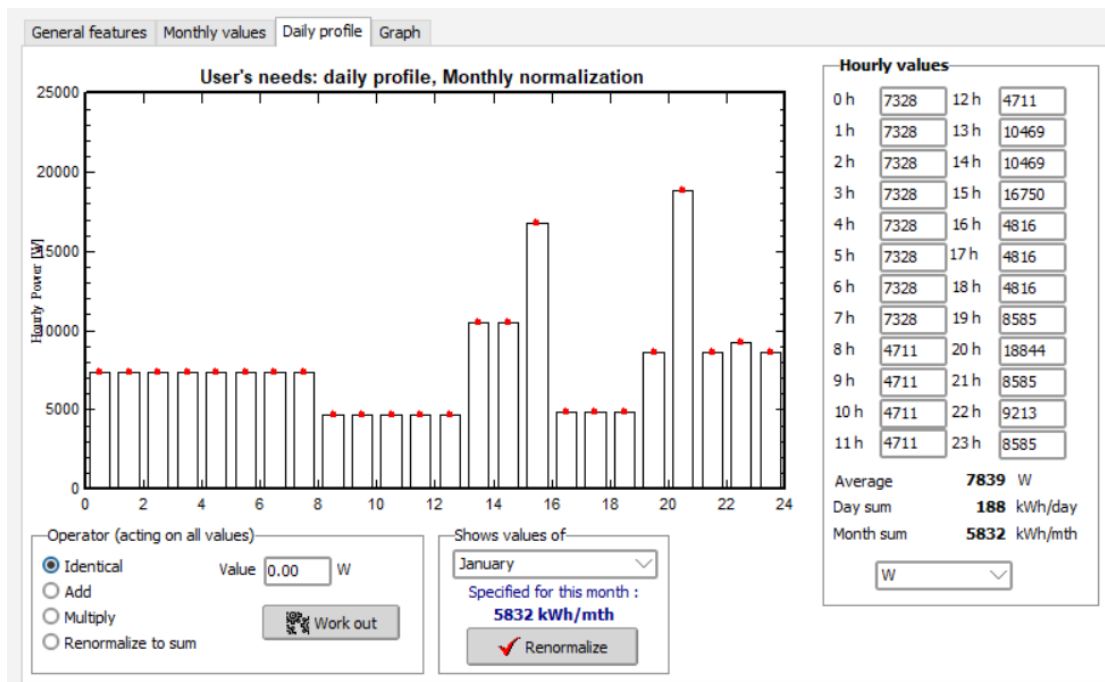 General features Monthly values Daily profile Graph
User's needs: daily profile, Monthly normalization
Hourly Power [W]
25000
20000
15000
10000
5000
0
0 2 4 6 8 10 12 14 16 18 20 22 24
Hourly values
0 h 7328 12 h 4711
1 h 7328 13 h 10469
2 h 7328 14 h 10469
3 h 7328 15 h 16750
4 h 7328 16 h 4816
5 h 7328 17 h 4816
6 h 7328 18 h 4816
7 h 7328 19 h 8585
8 h 4711 20 h 18844
9 h 4711 21 h 8585
10 h 4711 22 h 9213
11 h 4711 23 h 8585
Average 7839 W
Day sum 188 kWh/day
Month sum 5832 kWh/mth
W
Operator (acting on all values)
Identical
Value 0.00 W
Add
Multiply
Work out
Renormalize to sum
Shows values of
January
Specified for this month :
5832 kWh/mth
Renormalize